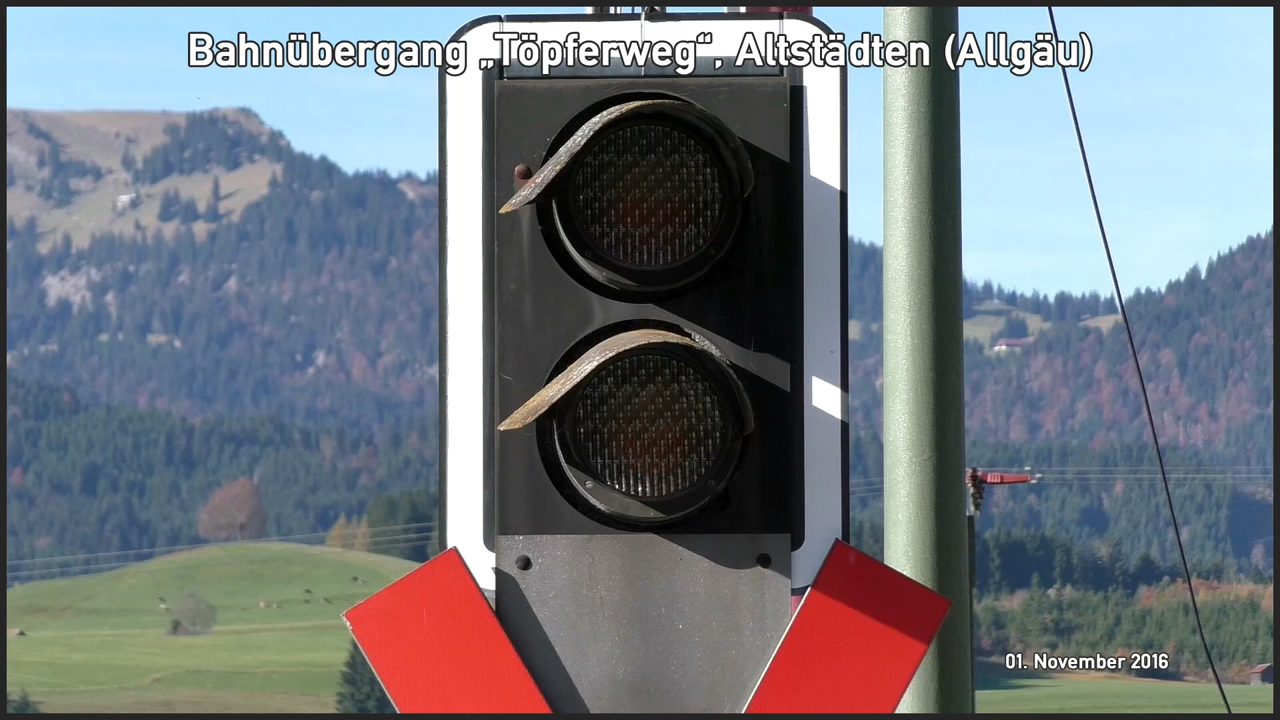 Bahnübergang „Töpferweg“, Altstädten (Allgäu)
01. November 2016